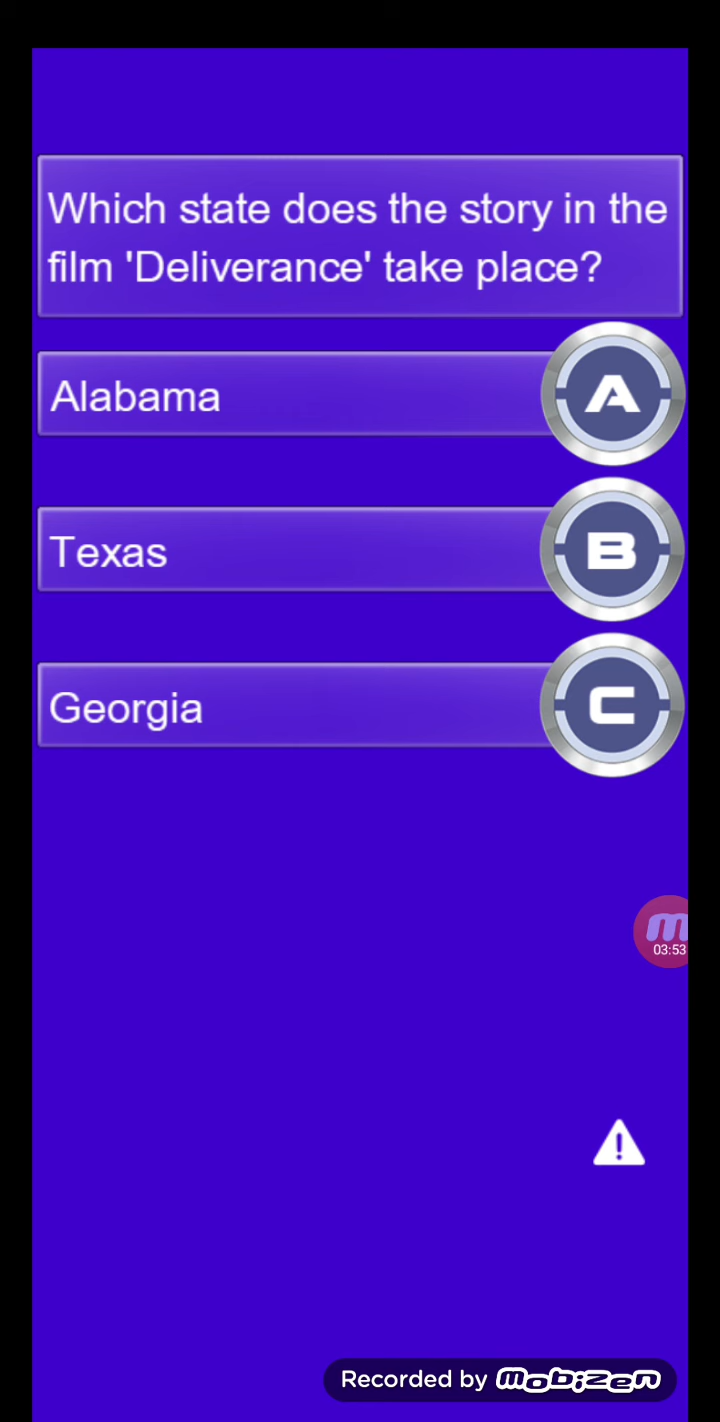 Which state does the story in the
film 'Deliverance' take place?
Alabama
A
Texas
B
Georgia
C
m
03:53
Recorded by mobizen